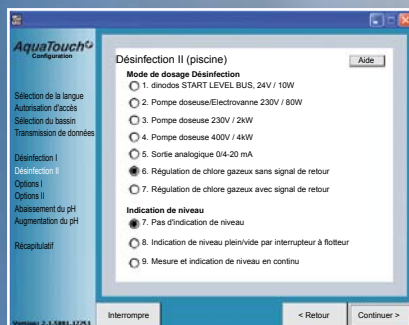 AquaTouch
Configuration
Sélection de la langue
Autorisation d'accès
Sélection du bassin
Transmission de données
Désinfection I
Désinfection II
Options I
Options II
Abaissement du pH
Augmentation du pH
Récapitulatif
Version: 2.1.5001.17251
Désinfection II (piscine)
Aide
Mode de dosage Désinfection
1. dinodos START LEVEL BUS, 24V / 10W
2. Pompe doseuse/Electrovanne 230V / 80W
3. Pompe doseuse 230V / 2kW
4. Pompe doseuse 400V / 4kW
5. Sortie analogique 0/4-20 mA
6. Régulation de chlore gazeux sans signal de retour
7. Régulation de chlore gazeux avec signal de retour
Indication de niveau
7. Pas d'indication de niveau
8. Indication de niveau plein/vide par interrupteur à flotteur
9. Mesure et indication de niveau en continu
Interrompre
< Retour
Continuer >